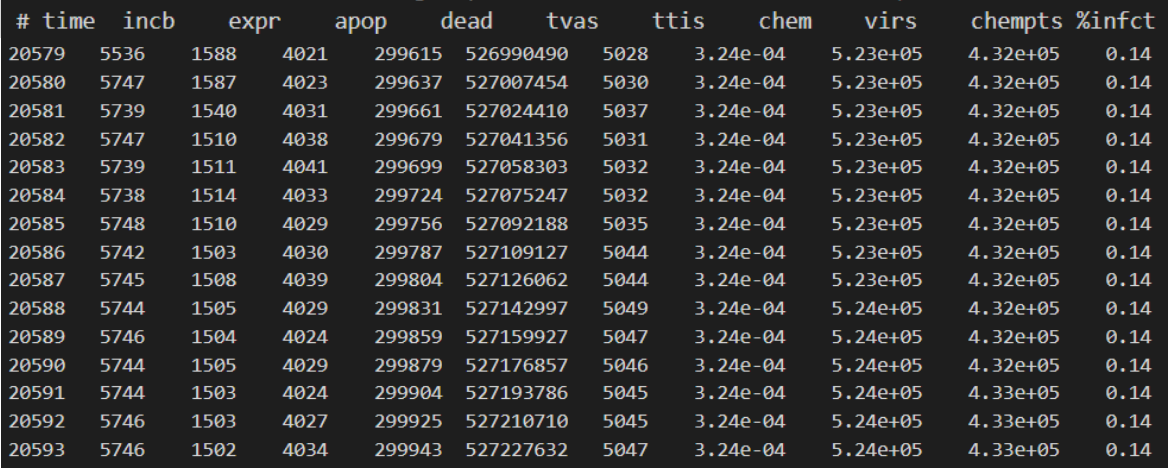 # time incb expr apop dead tvas ttis chem virs chempts %infct
20579 5536 1588 4021 299615 526990490 5028 3.24e-04 5.23e+05 4.32e+05 0.14
20580 5747 1587 4023 299637 527007454 5030 3.24e-04 5.23e+05 4.32e+05 0.14
20581 5739 1540 4031 299661 527024410 5037 3.24e-04 5.23e+05 4.32e+05 0.14
20582 5747 1510 4038 299679 527041356 5031 3.24e-04 5.23e+05 4.32e+05 0.14
20583 5739 1511 4041 299699 527058303 5032 3.24e-04 5.23e+05 4.32e+05 0.14
20584 5738 1514 4033 299724 527075247 5032 3.24e-04 5.23e+05 4.32e+05 0.14
20585 5748 1510 4029 299756 527092188 5035 3.24e-04 5.23e+05 4.32e+05 0.14
20586 5742 1503 4030 299787 527109127 5044 3.24e-04 5.23e+05 4.32e+05 0.14
20587 5745 1508 4039 299804 527126062 5044 3.24e-04 5.23e+05 4.32e+05 0.14
20588 5744 1505 4029 299831 527142997 5049 3.24e-04 5.24e+05 4.32e+05 0.14
20589 5746 1504 4024 299859 527159927 5047 3.24e-04 5.24e+05 4.32e+05 0.14
20590 5744 1505 4029 299879 527176857 5046 3.24e-04 5.24e+05 4.32e+05 0.14
20591 5744 1503 4024 299904 527193786 5045 3.24e-04 5.24e+05 4.33e+05 0.14
20592 5746 1503 4027 299925 527210710 5045 3.24e-04 5.24e+05 4.33e+05 0.14
20593 5746 1502 4034 299943 527227632 5047 3.24e-04 5.24e+05 4.33e+05 0.14